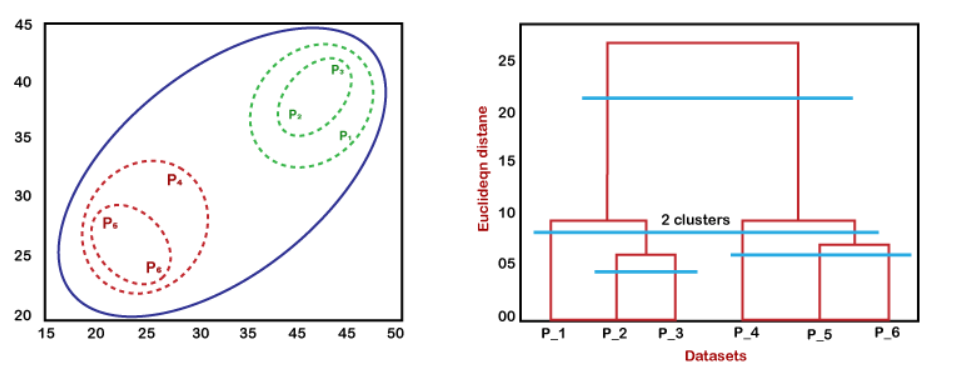 45
40
35
30
25
20
15 20 25 30 35 45 45 50
P₃
P₂
P₁
P₄
P₅
P₆
Euclideqn distane
25
20
15
10
05
00
2 clusters
P_1 P_2 P_3 P_4 P_5 P_6
Datasets